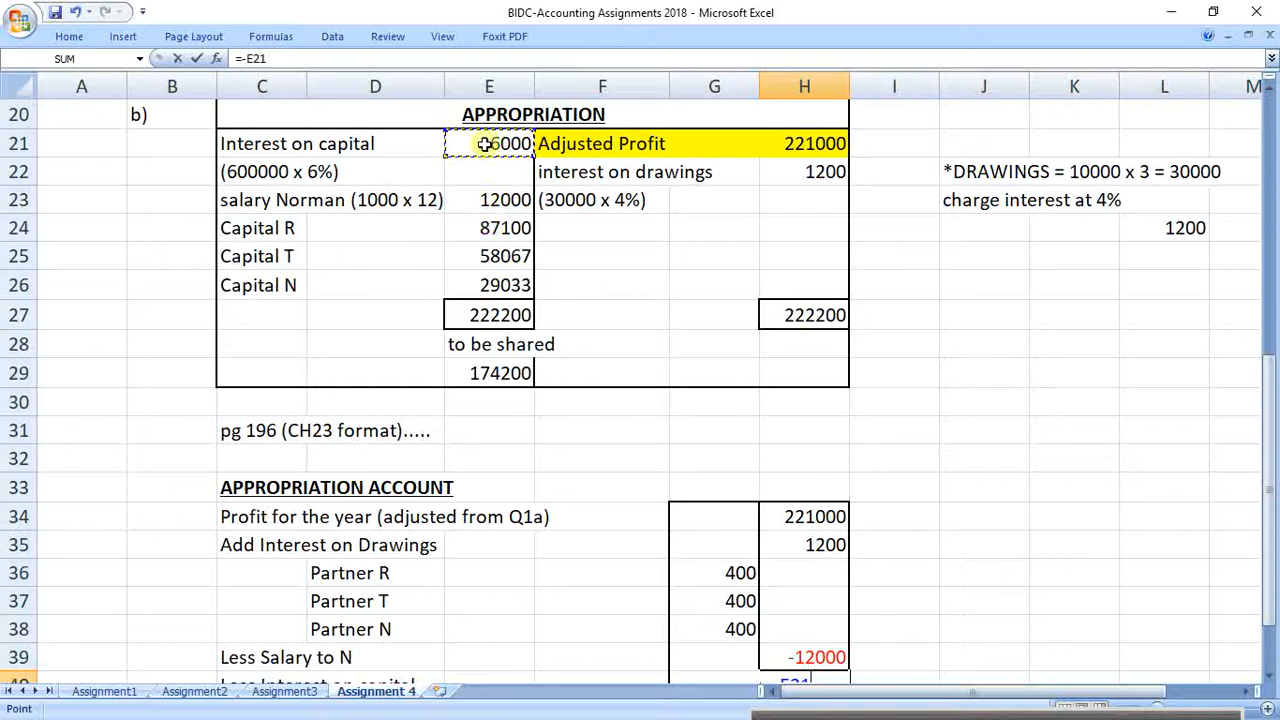 BIDC-Accounting Assignments 2018 - Microsoft Excel
Home Insert Page Layout Formulas Data Review View Foxit PDF
SUM =-E21
A B C D E F G H I J K L M
20 b) APPROPRIATION
21 Interest on capital 6000 Adjusted Profit 221000
22 (600000 x 6%) interest on drawings 1200 *DRAWINGS = 10000 x 3 = 30000
23 salary Norman (1000 x 12) 12000 (30000 x 4%) charge interest at 4%
24 Capital R 87100 1200
25 Capital T 58067
26 Capital N 29033
27 222200 222200
28 to be shared
29 174200
30
31 pg 196 (CH23 format).....
32
33 APPROPRIATION ACCOUNT
34 Profit for the year (adjusted from Q1a) 221000
35 Add Interest on Drawings 1200
36 Partner R 400
37 Partner T 400
38 Partner N 400
39 Less Salary to N -12000
40 Less Interest on capital =-E21
Assignment1 Assignment2 Assignment3 Assignment 4
Point